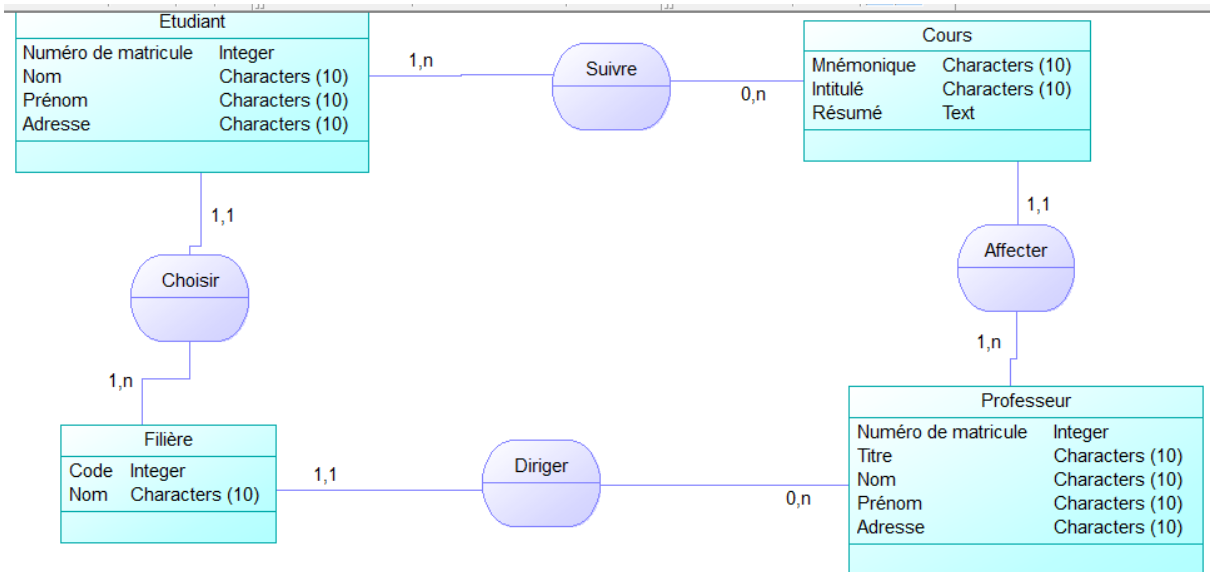 Etudiant
Numéro de matricule Integer
Nom Characters (10)
Prénom Characters (10)
Adresse Characters (10)
1,n
Suivre
0,n
Cours
Mnémonique Characters (10)
Intitulé Characters (10)
Résumé Text
1,1
Choisir
1,n
1,1
Affecter
1,n
Filière
Code Integer
Nom Characters (10)
1,1
Diriger
0,n
Professeur
Numéro de matricule Integer
Titre Characters (10)
Nom Characters (10)
Prénom Characters (10)
Adresse Characters (10)